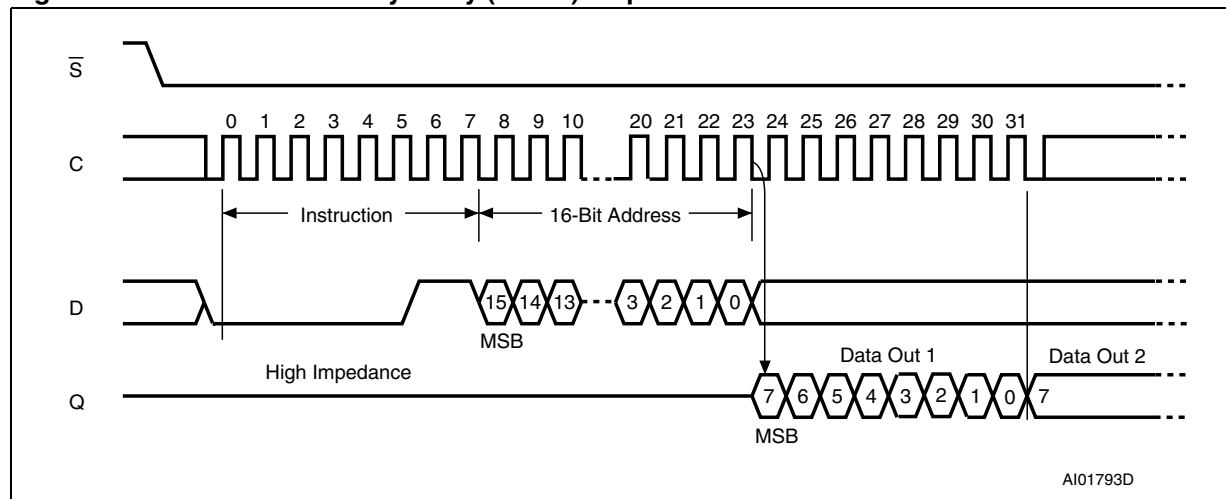 S
0 1 2 3 4 5 6 7 8 9 10 20 21 22 23 24 25 26 27 28 29 30 31
C
Instruction 16-Bit Address
D
15 14 13 3 2 1 0
MSB
High Impedance
Data Out 1 Data Out 2
Q
7 6 5 4 3 2 1 0 7
MSB
AI01793D